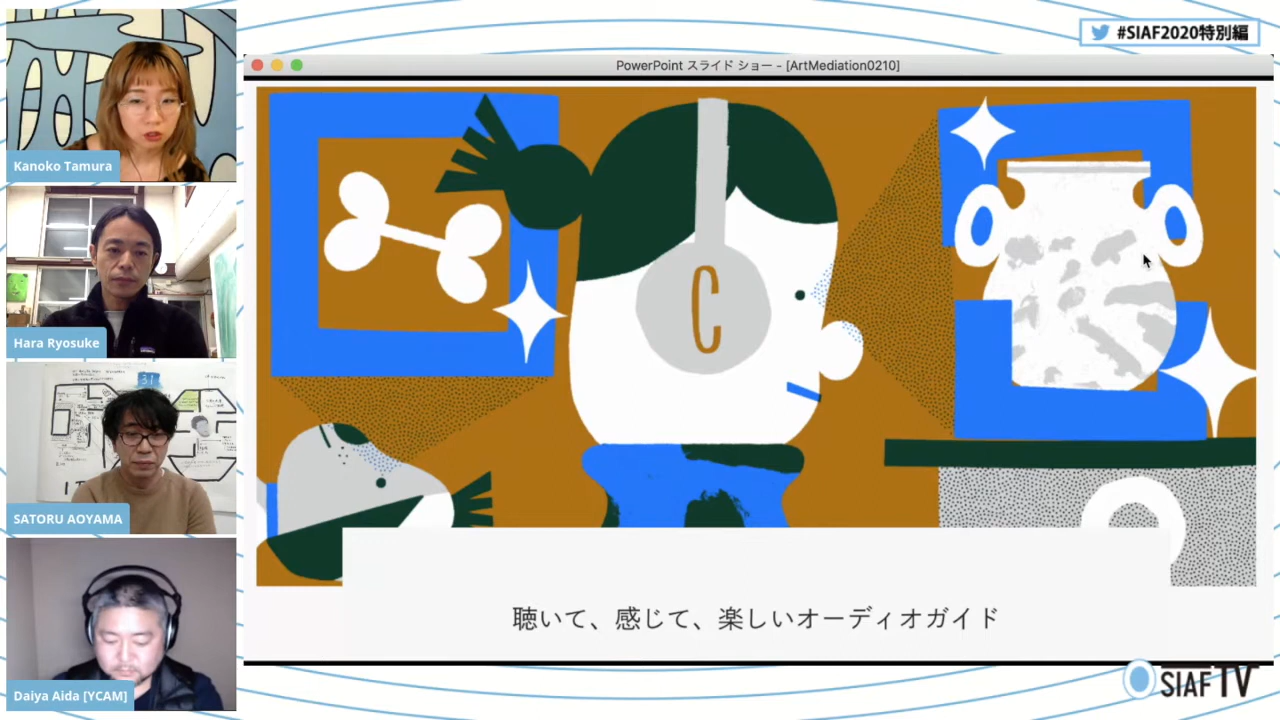 #SIAF2020特別編
PowerPoint スライド ショー - [ArtMediation0210]
Kanoko Tamura
Hara Ryosuke
31
SATORU AOYAMA
Daiya Aida [YCAM]
C
聴いて、感じて、楽しいオーディオガイド
SIAF TV